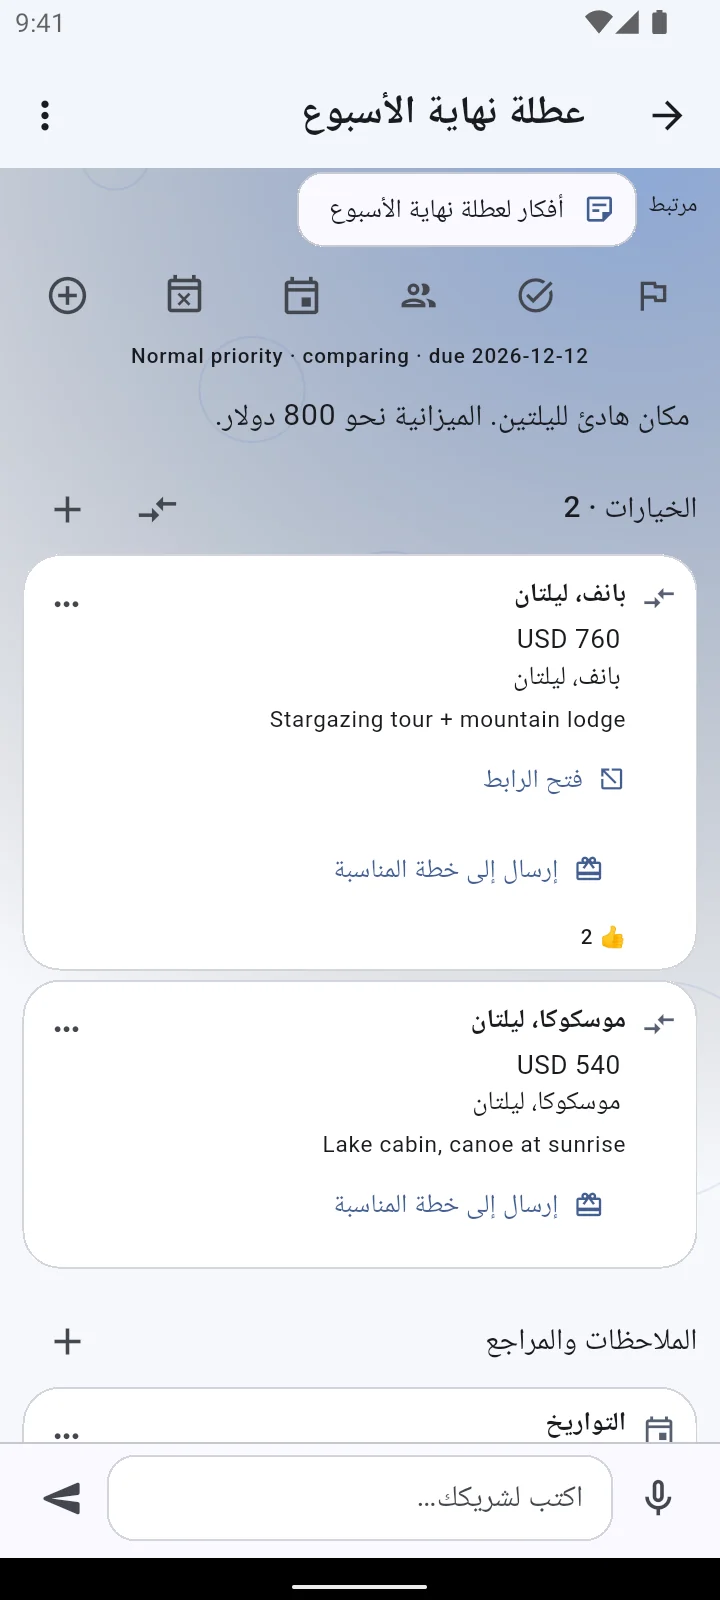 9:41
عطلة نهاية الأسبوع
مرتبط
أفكار لعطلة نهاية الأسبوع
Normal priority · comparing · due 2026-12-12
مكان هادئ لليلتين. الميزانية نحو 800 دولار.
الخيارات · 2
بانف، ليلتان
USD 760
بانف، ليلتان
Stargazing tour + mountain lodge
فتح الرابط
إرسال إلى خطة المناسبة
👍 2
موسكوكا، ليلتان
USD 540
موسكوكا، ليلتان
Lake cabin, canoe at sunrise
إرسال إلى خطة المناسبة
الملاحظات والمراجع
التواريخ
اكتب لشريكك...